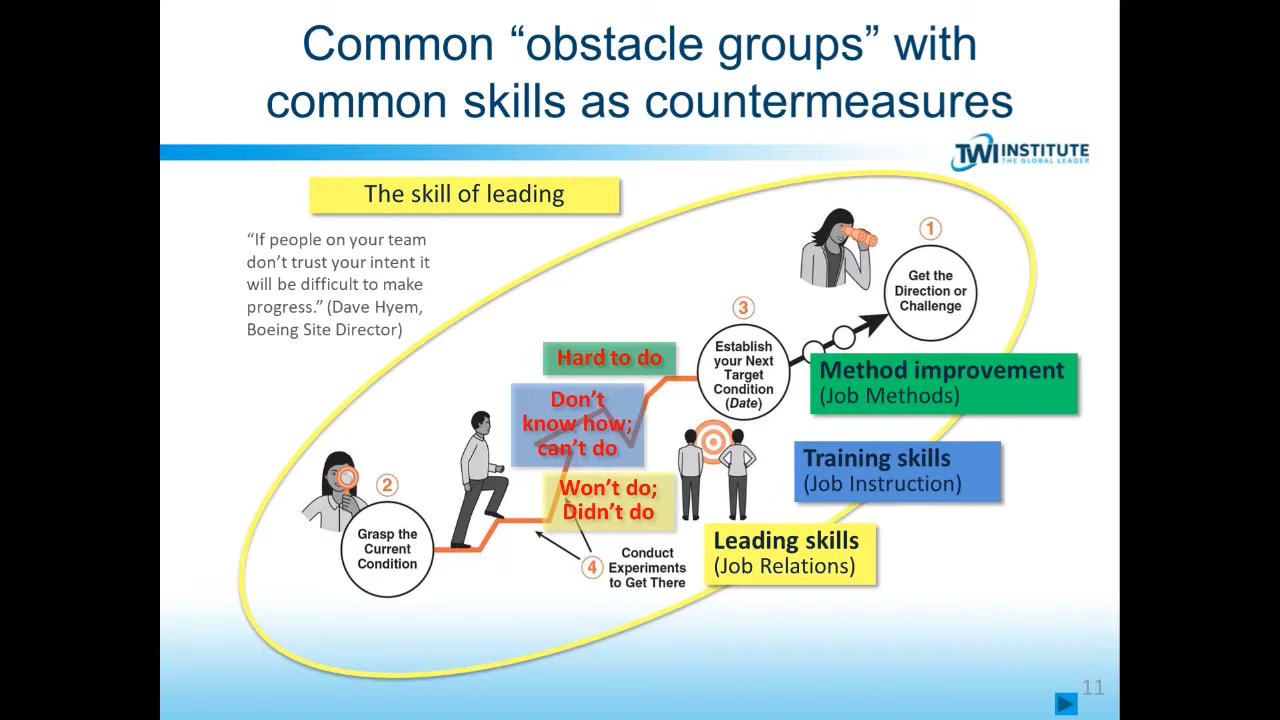 Common “obstacle groups” with
common skills as countermeasures
TWI INSTITUTE
THE GLOBAL LEADER
The skill of leading
“If people on your team
don’t trust your intent it
will be difficult to make
progress.” (Dave Hyem,
Boeing Site Director)
1
Get the
Direction or
Challenge
3
Establish
your Next
Target
Condition
(Date)
Hard to do
Don’t
know how;
can’t do
Won’t do;
Didn’t do
Method improvement
(Job Methods)
Training skills
(Job Instruction)
Leading skills
(Job Relations)
2
Grasp the
Current
Condition
4
Conduct
Experiments
to Get There
11